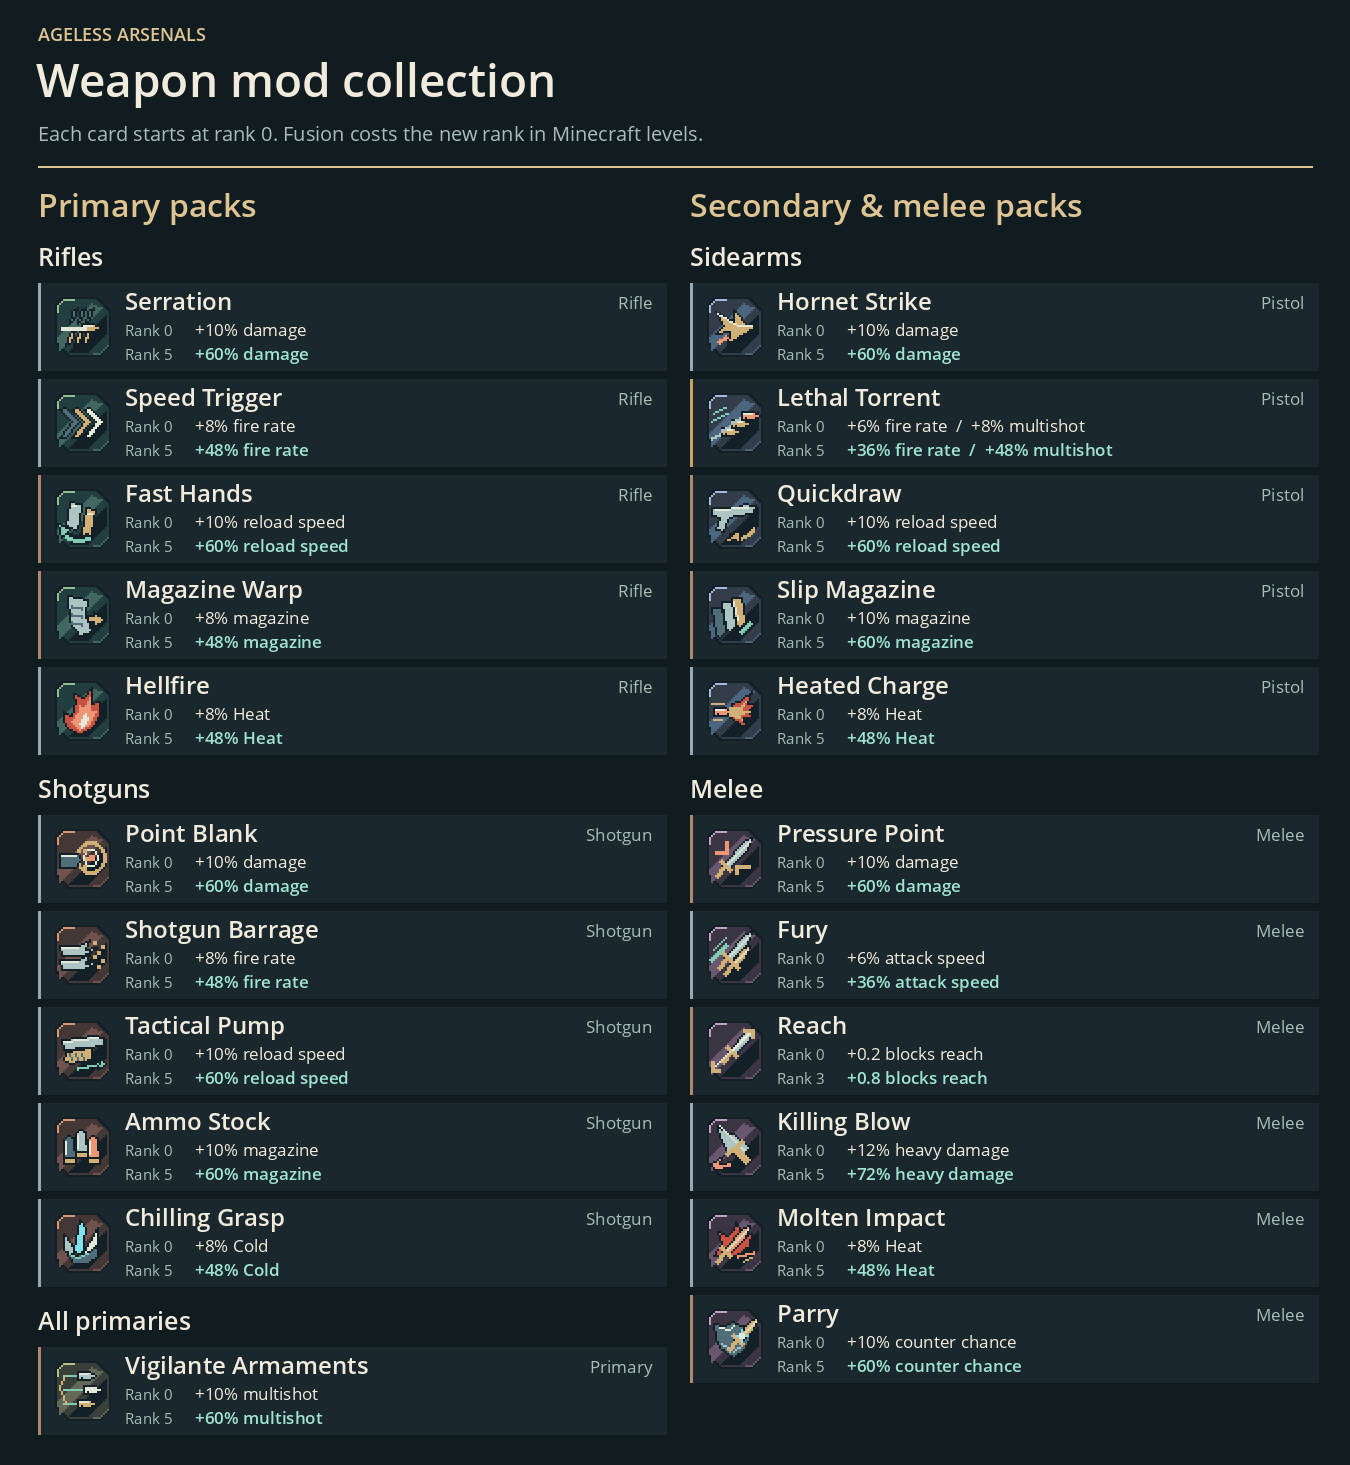 AGELESS ARSENALS
Weapon mod collection
Each card starts at rank 0. Fusion costs the new rank in Minecraft levels.
Primary packs
Rifles
Serration Rifle
Rank 0 +10% damage
Rank 5 +60% damage
Speed Trigger Rifle
Rank 0 +8% fire rate
Rank 5 +48% fire rate
Fast Hands Rifle
Rank 0 +10% reload speed
Rank 5 +60% reload speed
Magazine Warp Rifle
Rank 0 +8% magazine
Rank 5 +48% magazine
Hellfire Rifle
Rank 0 +8% Heat
Rank 5 +48% Heat
Shotguns
Point Blank Shotgun
Rank 0 +10% damage
Rank 5 +60% damage
Shotgun Barrage Shotgun
Rank 0 +8% fire rate
Rank 5 +48% fire rate
Tactical Pump Shotgun
Rank 0 +10% reload speed
Rank 5 +60% reload speed
Ammo Stock Shotgun
Rank 0 +10% magazine
Rank 5 +60% magazine
Chilling Grasp Shotgun
Rank 0 +8% Cold
Rank 5 +48% Cold
All primaries
Vigilante Armaments Primary
Rank 0 +10% multishot
Rank 5 +60% multishot
Secondary & melee packs
Sidearms
Hornet Strike Pistol
Rank 0 +10% damage
Rank 5 +60% damage
Lethal Torrent Pistol
Rank 0 +6% fire rate / +8% multishot
Rank 5 +36% fire rate / +48% multishot
Quickdraw Pistol
Rank 0 +10% reload speed
Rank 5 +60% reload speed
Slip Magazine Pistol
Rank 0 +10% magazine
Rank 5 +60% magazine
Heated Charge Pistol
Rank 0 +8% Heat
Rank 5 +48% Heat
Melee
Pressure Point Melee
Rank 0 +10% damage
Rank 5 +60% damage
Fury Melee
Rank 0 +6% attack speed
Rank 5 +36% attack speed
Reach Melee
Rank 0 +0.2 blocks reach
Rank 3 +0.8 blocks reach
Killing Blow Melee
Rank 0 +12% heavy damage
Rank 5 +72% heavy damage
Molten Impact Melee
Rank 0 +8% Heat
Rank 5 +48% Heat
Parry Melee
Rank 0 +10% counter chance
Rank 5 +60% counter chance